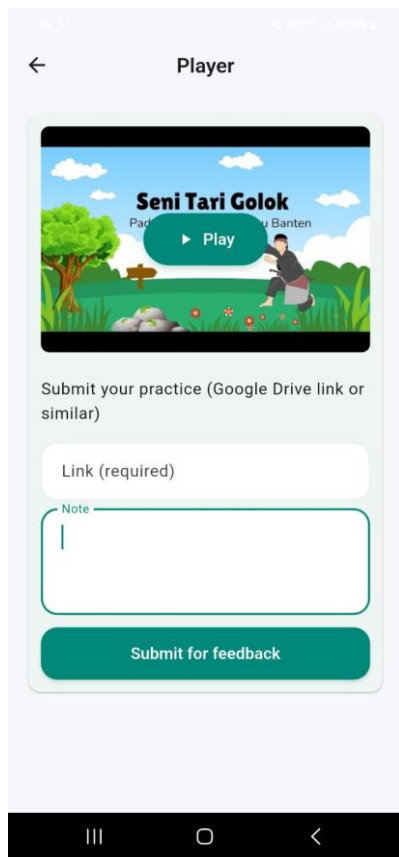 Player
Seni Tari Golok
Play
Banten
Submit your practice (Google Drive link or
similar)
Link (required)
Note
Submit for feedback